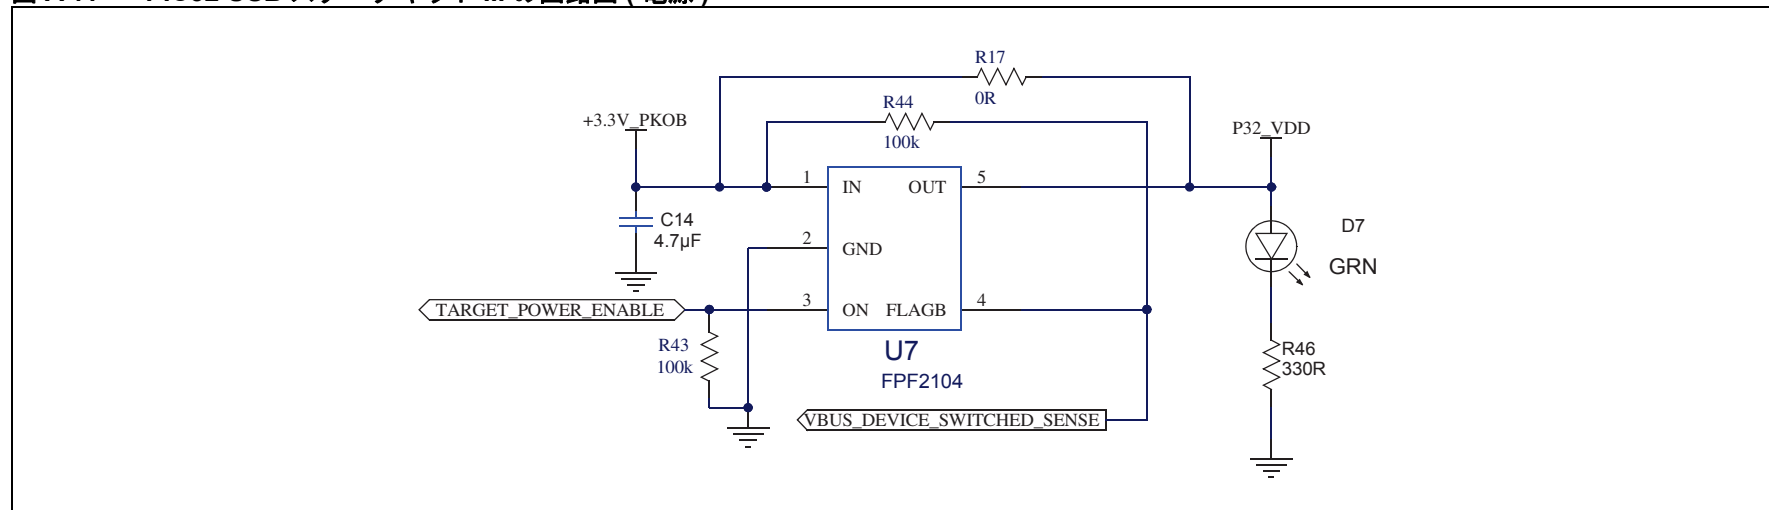 R17
0R
R44
100k
+3.3V_PKOB
P32_VDD
1
IN
OUT
5
C14
4.7µF
D7
GRN
2
GND
TARGET_POWER_ENABLE
3
ON
FLAGB
4
R43
100k
U7
FPF2104
R46
330R
VBUS_DEVICE_SWITCHED_SENSE